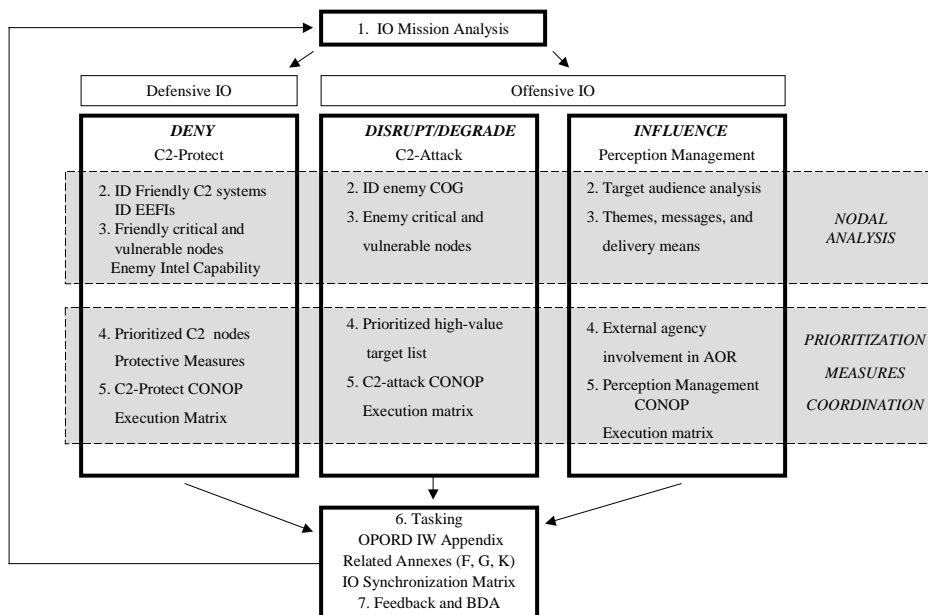 1. IO Mission Analysis
Defensive IO
Offensive IO
DENY
C2-Protect
2. ID Friendly C2 systems
ID EEFIs
3. Friendly critical and
vulnerable nodes
Enemy Intel Capability
4. Prioritized C2 nodes
Protective Measures
5. C2-Protect CONOP
Execution Matrix
DISRUPT/DEGRADE
C2-Attack
2. ID enemy COG
3. Enemy critical and
vulnerable nodes
4. Prioritized high-value
target list
5. C2-attack CONOP
Execution matrix
INFLUENCE
Perception Management
2. Target audience analysis
3. Themes, messages, and
delivery means
4. External agency
involvement in AOR
5. Perception Management
CONOP
Execution matrix
NODAL
ANALYSIS
PRIORITIZATION
MEASURES
COORDINATION
6. Tasking
OPORD IW Appendix
Related Annexes (F, G, K)
IO Synchronization Matrix
7. Feedback and BDA